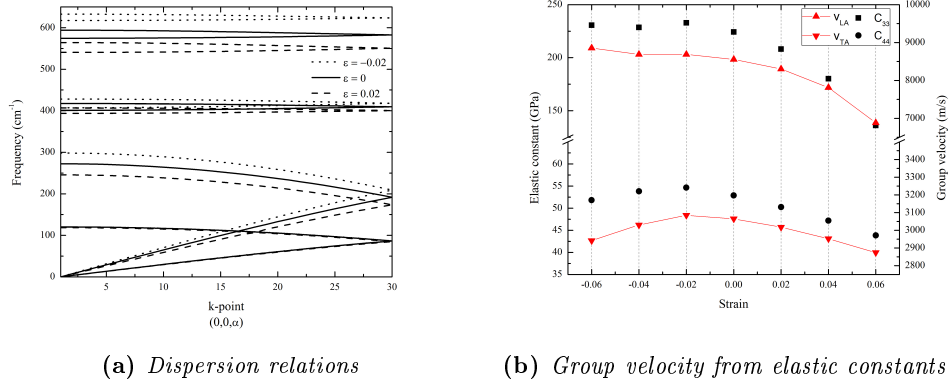 Frequency (cm⁻¹)
600
500
400
300
200
100
0
ε = −0.02
ε = 0
ε = 0.02
5 10 15 20 25 30
k-point
(0,0,α)
(a) Dispersion relations
Elastic constant (GPa)
250
200
150
60
55
50
45
40
35
V_LA C₃₃
V_TA C₄₄
10000
9000
8000
7000
3400
3300
3200
3100
3000
2900
2800
Group velocity (m/s)
-0.06 -0.04 -0.02 0.00 0.02 0.04 0.06
Strain
(b) Group velocity from elastic constants